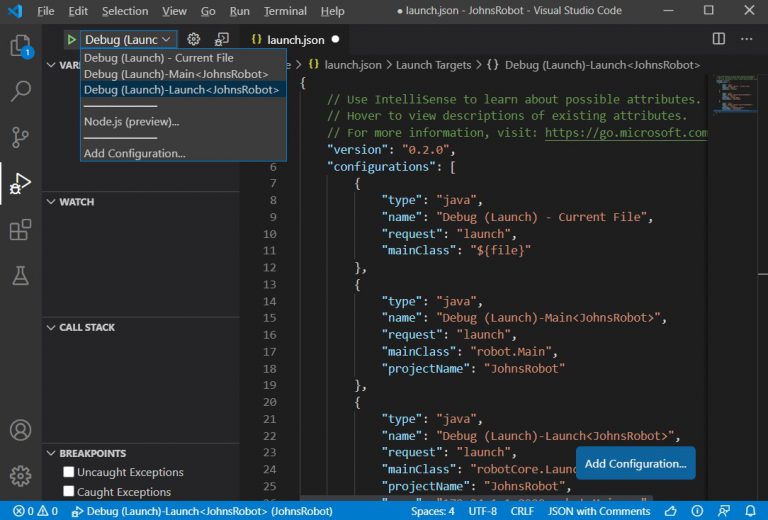 File Edit Selection View Go Run Terminal Help
● launch.json - JohnsRobot - Visual Studio Code
1
Debug (Launc
{} launch.json ●
Debug (Launch) - Current File
Debug (Launch)-Main<JohnsRobot>
Debug (Launch)-Launch<JohnsRobot>
Node.js (preview)...
Add Configuration...
VAR
{} launch.json > Launch Targets > {} Debug (Launch)-Launch<JohnsRobot>
{
// Use IntelliSense to learn about possible attributes.
// Hover to view descriptions of existing attributes.
// For more information, visit: https://go.microsoft.com
"version": "0.2.0",
6 "configurations": [
7 {
8 "type": "java",
9 "name": "Debug (Launch) - Current File",
10 "request": "launch",
11 "mainClass": "${file}"
12 },
13 {
14 "type": "java",
15 "name": "Debug (Launch)-Main<JohnsRobot>",
16 "request": "launch",
17 "mainClass": "robot.Main",
18 "projectName": "JohnsRobot"
19 },
20 {
21 "type": "java",
22 "name": "Debug (Launch)-Launch<JohnsRobot>",
23 "request": "launch",
24 "mainClass": "robotCore.Laun
25 "projectName": "JohnsRobot",
WATCH
CALL STACK
BREAKPOINTS
Uncaught Exceptions
Caught Exceptions
Add Configuration...
0 0 Debug (Launch)-Launch<JohnsRobot> (JohnsRobot)
Spaces: 4 UTF-8 CRLF JSON with Comments